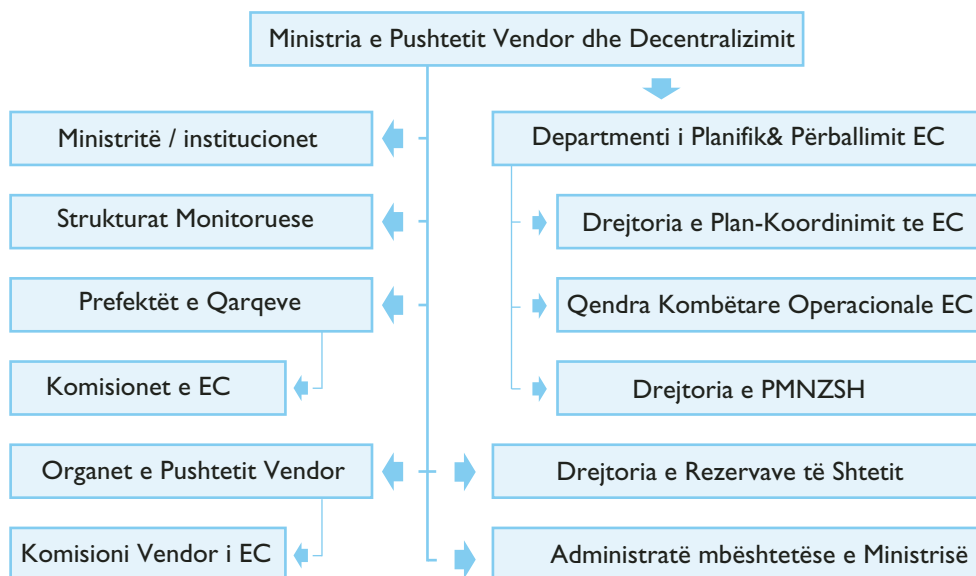 Ministria e Pushtetit Vendor dhe Decentralizimit
Ministritë / institucionet
Departmenti i Planifik& Përballimit EC
Strukturat Monitoruese
Drejtoria e Plan-Koordinimit te EC
Prefektët e Qarqeve
Qendra Kombëtare Operacionale EC
Komisionet e EC
Drejtoria e PMNZSH
Organet e Pushtetit Vendor
Drejtoria e Rezervave të Shtetit
Komisioni Vendor i EC
Administratë mbështetëse e Ministrisë